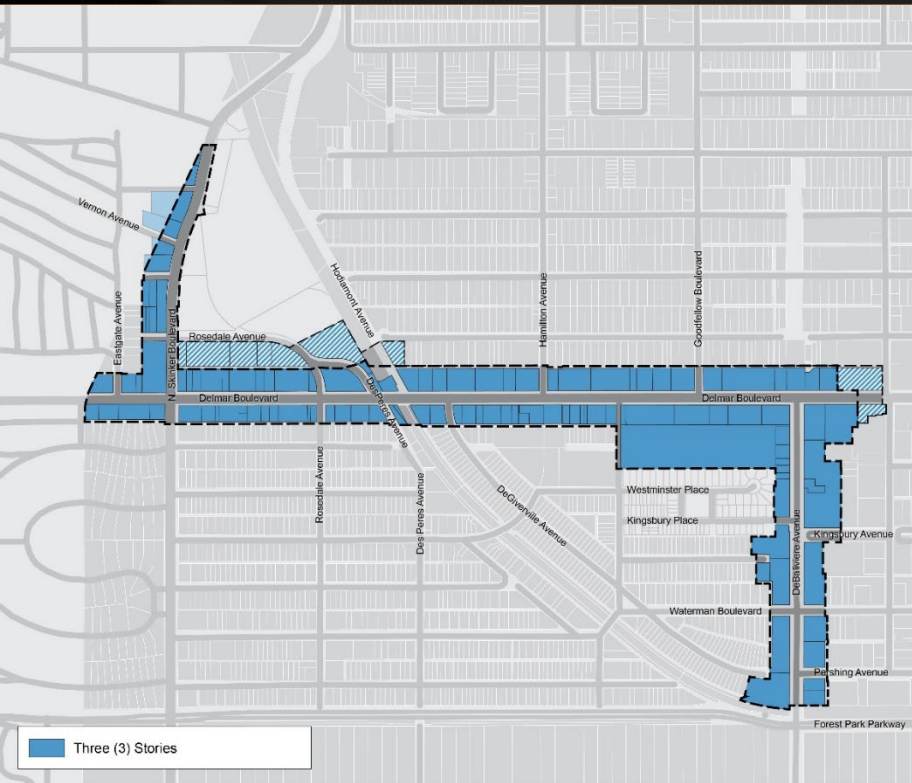 Vernon Avenue
Eastgate Avenue
N. Skinker Boulevard
Rosedale Avenue
Hodiamont Avenue
Hamilton Avenue
Goodfellow Boulevard
Delmar Boulevard
Delmar Boulevard
DesPeres Avenue
Rosedale Avenue
Des Peres Avenue
DeGiverville Avenue
Westminster Place
Kingsbury Place
Kingsbury Avenue
DeBaliviere Avenue
Waterman Boulevard
Pershing Avenue
Forest Park Parkway
Three (3) Stories